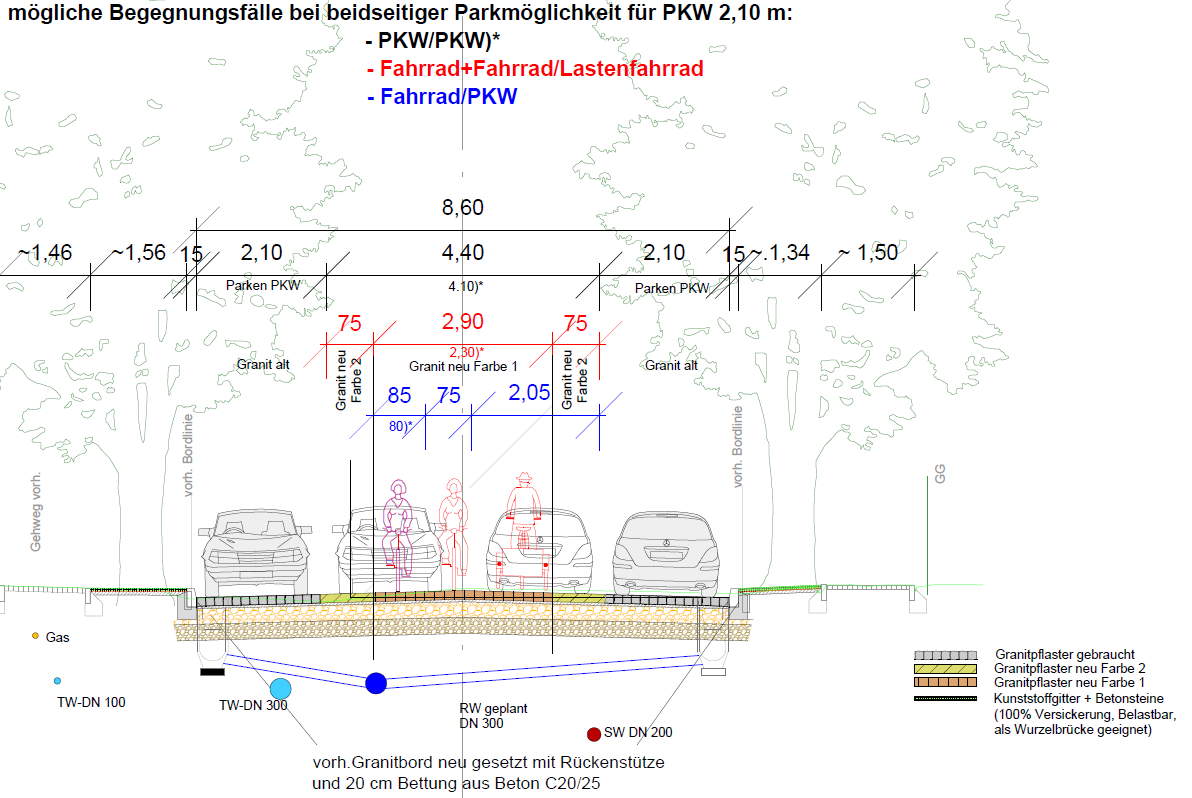 mögliche Begegnungsfälle bei beidseitiger Parkmöglichkeit für PKW 2,10 m:
- PKW/PKW)*
- Fahrrad+Fahrrad/Lastenfahrrad
- Fahrrad/PKW
8,60
~1,46 ~1,56 15 2,10 4,40 2,10 15 ~.1,34 ~ 1,50
Parken PKW 4.10)* Parken PKW
75 2,90 75
2,30)*
Granit alt Granit neu Farbe 1 Granit alt
Granit neu
Farbe 2
Granit neu
Farbe 2
85 75 2,05
80)*
Gehweg vorh.
vorh. Bordlinie
vorh. Bordlinie
GG
Gas
TW-DN 100
TW-DN 300
RW geplant
DN 300
SW DN 200
vorh.Granitbord neu gesetzt mit Rückenstütze
und 20 cm Bettung aus Beton C20/25
Granitpflaster gebraucht
Granitpflaster neu Farbe 2
Granitpflaster neu Farbe 1
Kunststoffgitter + Betonsteine
(100% Versickerung, Belastbar,
als Wurzelbrücke geeignet)